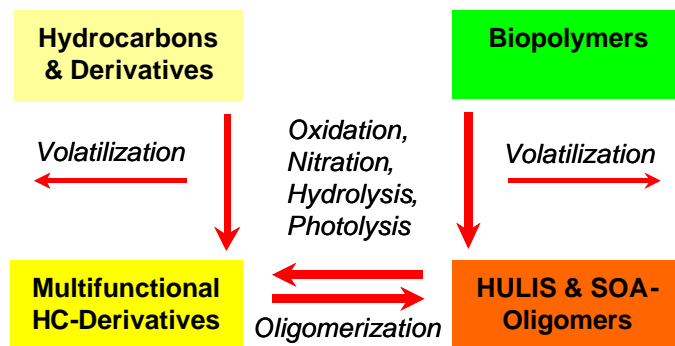 Hydrocarbons
& Derivatives
Biopolymers
Volatilization
Oxidation,
Nitration,
Hydrolysis,
Photolysis
Volatilization
Multifunctional
HC-Derivatives
Oligomerization
HULIS & SOA-
Oligomers